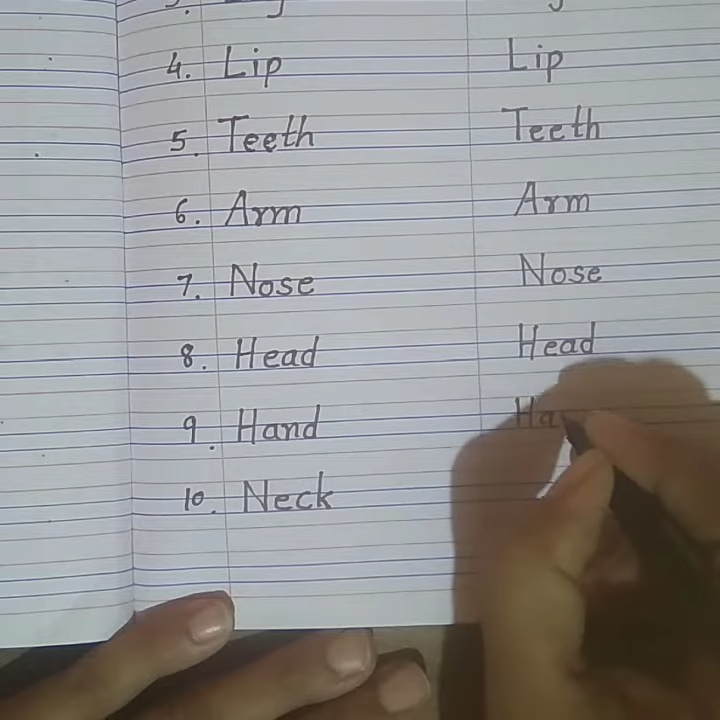 4. Lip Lip
5. Teeth Teeth
6. Arm Arm
7. Nose Nose
8. Head Head
9. Hand Ha
10. Neck